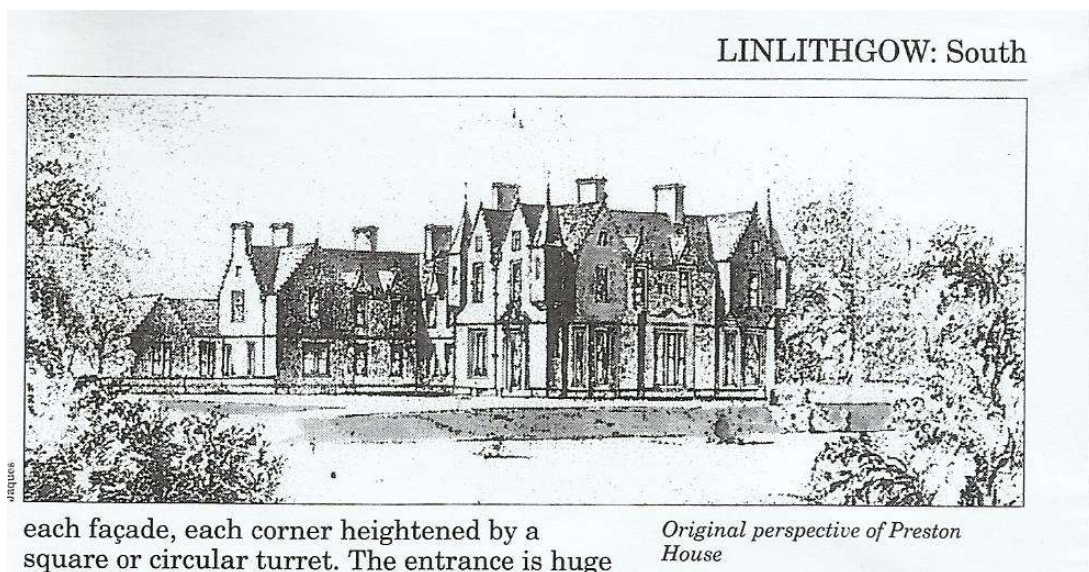 LINLITHGOW: South
Jaques
each façade, each corner heightened by a
square or circular turret. The entrance is huge
Original perspective of Preston
House